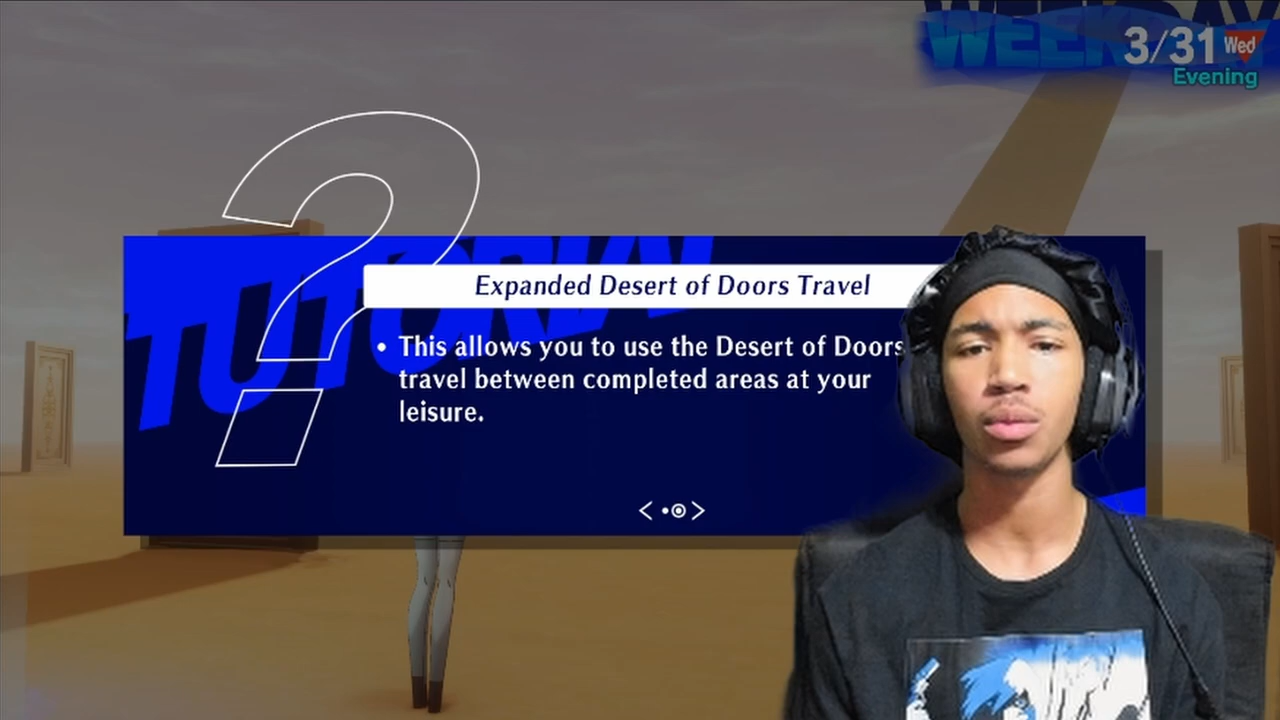 WEEKDAY
3/31 Wed
Evening
TUTORIAL
Expanded Desert of Doors Travel
• This allows you to use the Desert of Doors
travel between completed areas at your
leisure.